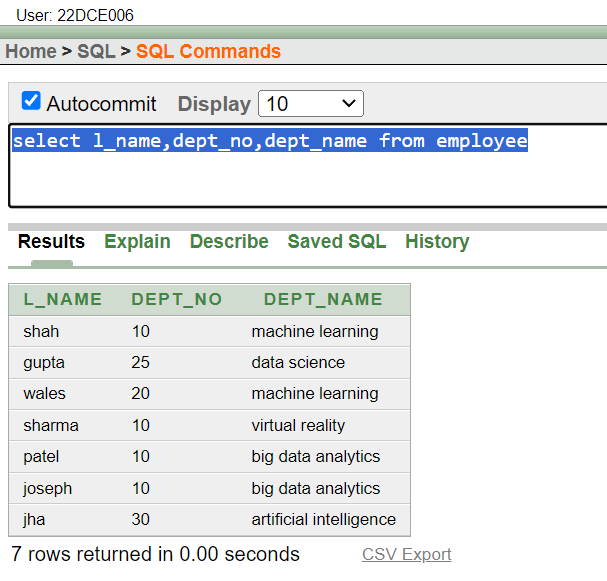 User: 22DCE006
Home > SQL > SQL Commands
Autocommit Display 10
select l_name,dept_no,dept_name from employee
Results Explain Describe Saved SQL History
L_NAME DEPT_NO DEPT_NAME
shah 10 machine learning
gupta 25 data science
wales 20 machine learning
sharma 10 virtual reality
patel 10 big data analytics
joseph 10 big data analytics
jha 30 artificial intelligence
7 rows returned in 0.00 seconds CSV Export